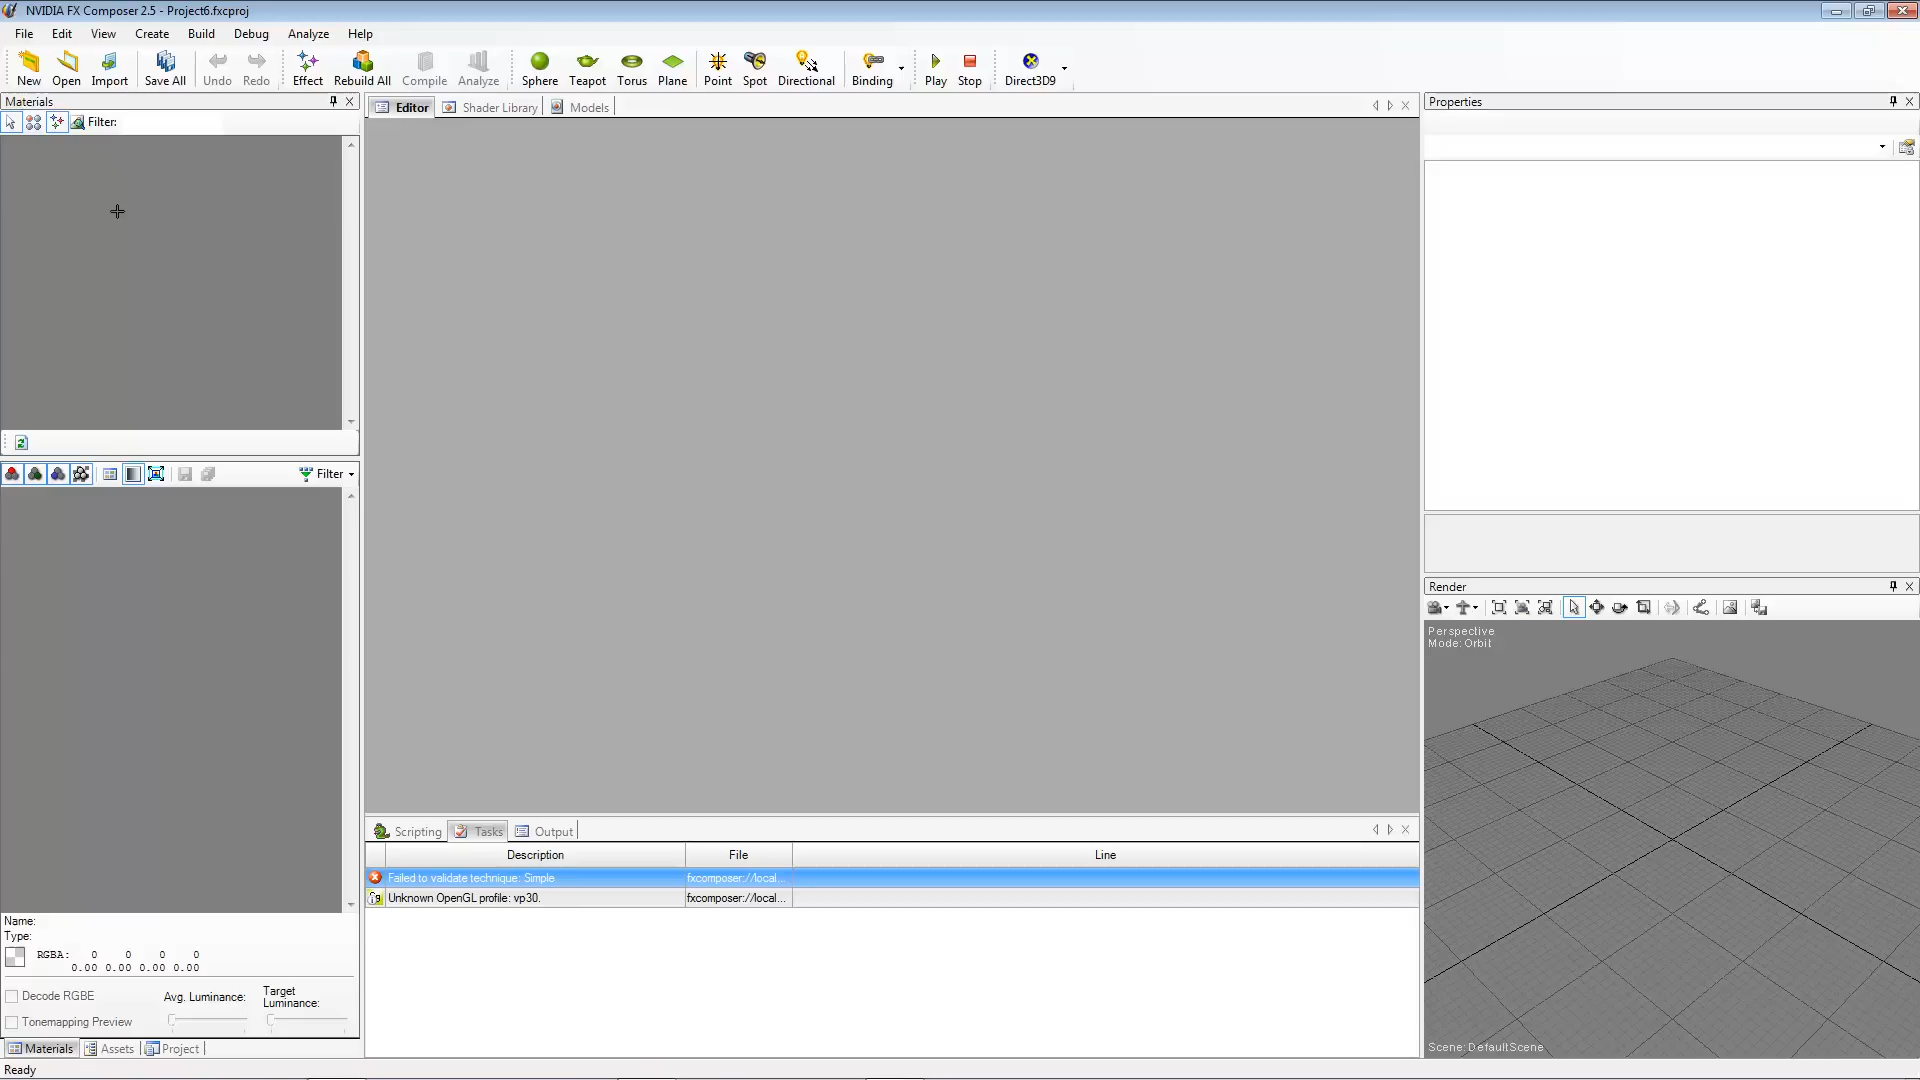 NVIDIA FX Composer 2.5 - Project6.fxcproj
File Edit View Create Build Debug Analyze Help
New Open Import Save All Undo Redo Effect Rebuild All Compile Analyze Sphere Teapot Torus Plane Point Spot Directional Binding Play Stop Direct3D9
Materials
Filter:
Editor Shader Library Models
Properties
Filter
Render
Perspective
Mode: Orbit
Scripting Tasks Output
Description File Line
Failed to validate technique: Simple fxcomposer://local...
Unknown OpenGL profile: vp30. fxcomposer://local...
Name:
Type:
RGBA: 0 0 0 0
0.00 0.00 0.00 0.00
Decode RGBE
Avg. Luminance:
Target
Luminance:
Tonemapping Preview
Materials Assets Project
Scene: DefaultScene
Ready